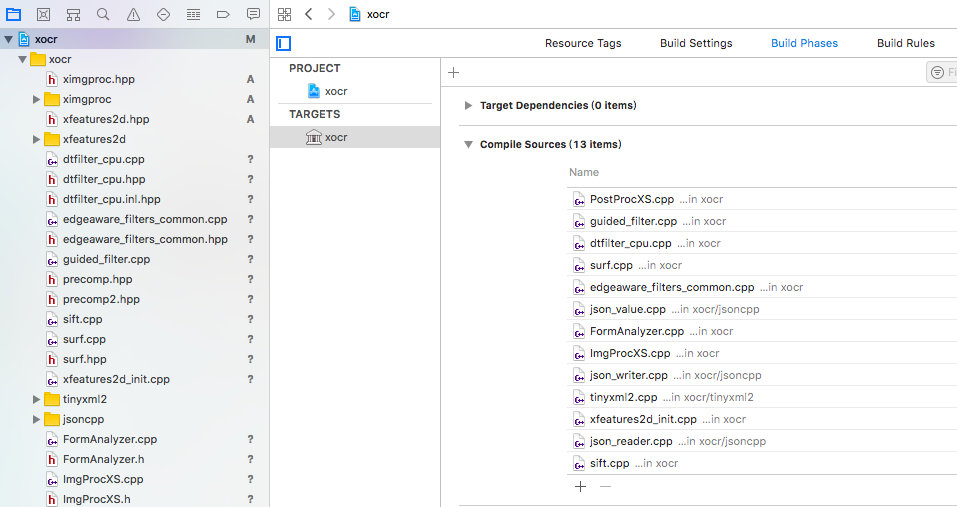 xocr
xocr M
Resource Tags Build Settings Build Phases Build Rules
xocr
ximgproc.hpp A
ximgproc A
xfeatures2d.hpp A
xfeatures2d
dtfilter_cpu.cpp ?
dtfilter_cpu.hpp ?
dtfilter_cpu.inl.hpp ?
edgeaware_filters_common.cpp ?
edgeaware_filters_common.hpp ?
guided_filter.cpp ?
precomp.hpp ?
precomp2.hpp ?
sift.cpp ?
surf.cpp ?
surf.hpp ?
xfeatures2d_init.cpp ?
tinyxml2
jsoncpp
FormAnalyzer.cpp ?
FormAnalyzer.h ?
ImgProcXS.cpp ?
ImgProcXS.h ?
PROJECT
xocr
TARGETS
xocr
Fi
Target Dependencies (0 items)
Compile Sources (13 items)
Name
PostProcXS.cpp ...in xocr
guided_filter.cpp ...in xocr
dtfilter_cpu.cpp ...in xocr
surf.cpp ...in xocr
edgeaware_filters_common.cpp ...in xocr
json_value.cpp ...in xocr/jsoncpp
FormAnalyzer.cpp ...in xocr
ImgProcXS.cpp ...in xocr
json_writer.cpp ...in xocr/jsoncpp
tinyxml2.cpp ...in xocr/tinyxml2
xfeatures2d_init.cpp ...in xocr
json_reader.cpp ...in xocr/jsoncpp
sift.cpp ...in xocr